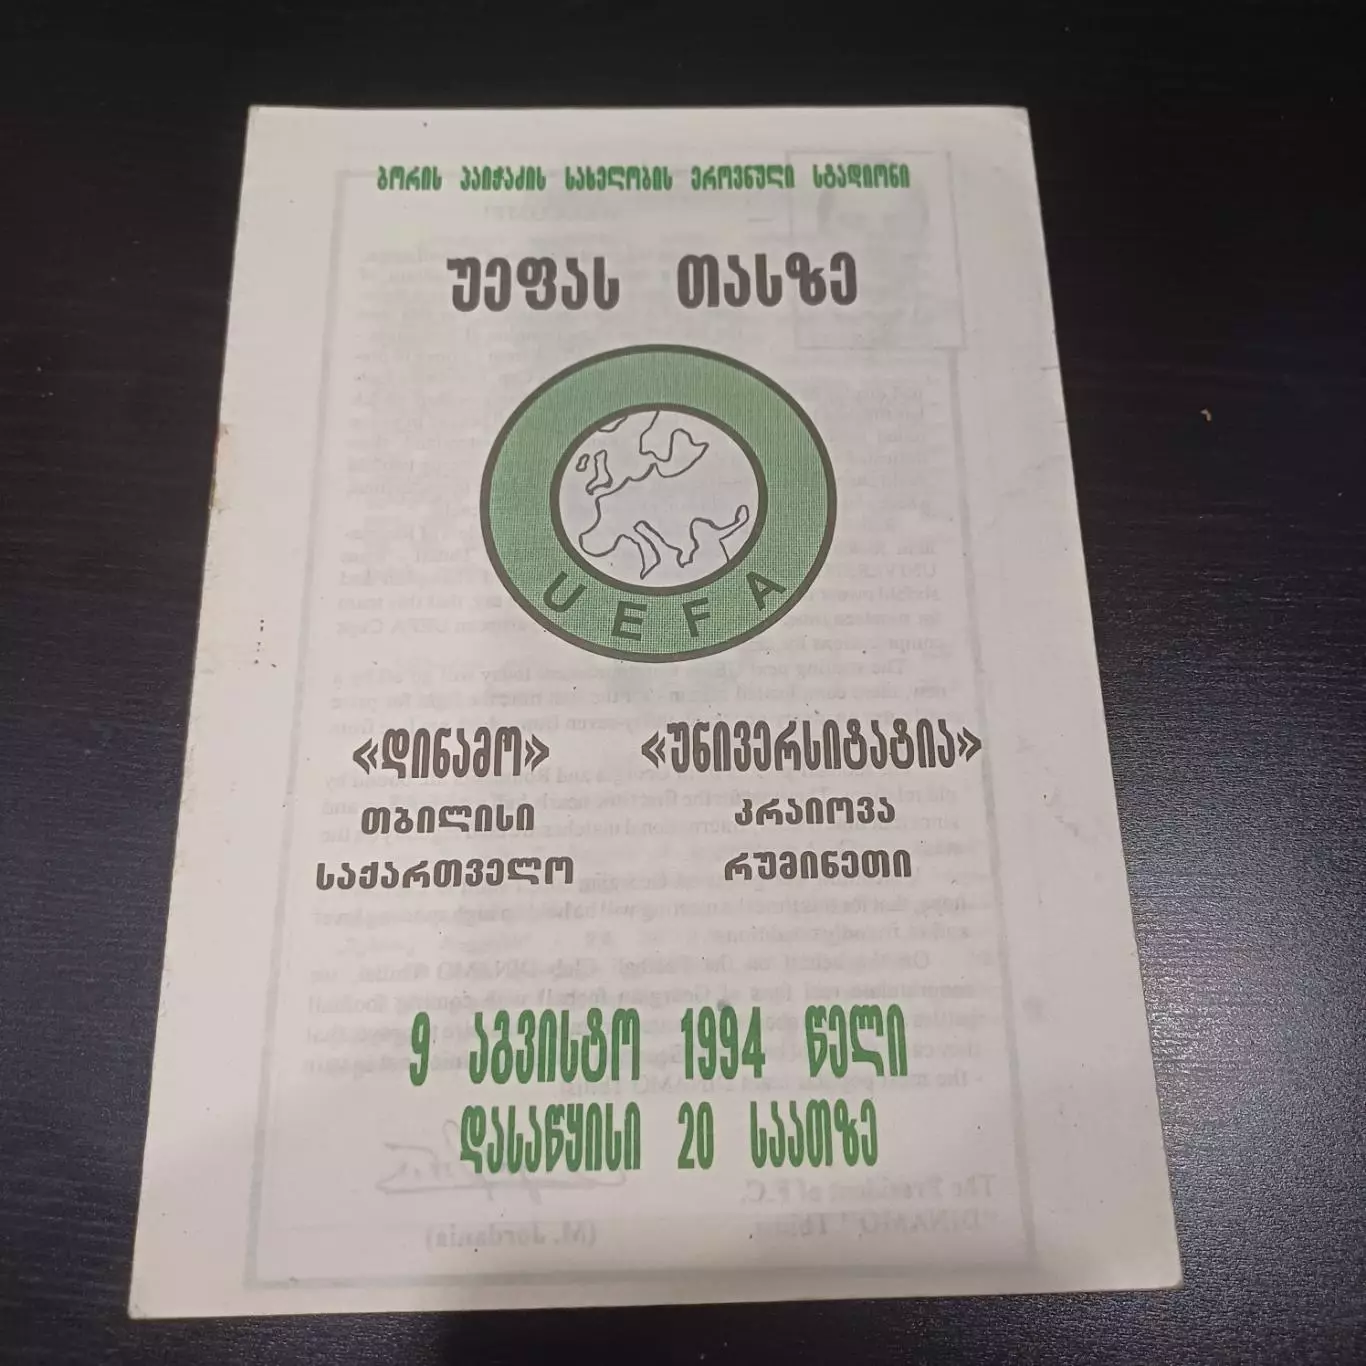 ბორის პაიჭაძის სახელობის ეროვნული სტადიონი
უეფას თასზე
UEFA
«დინამო» «უნივერსიტატია»
თბილისი კრაიოვა
საქართველო რუმინეთი
9 აგვისტო 1994 წელი
დასაწყისი 20 საათზე